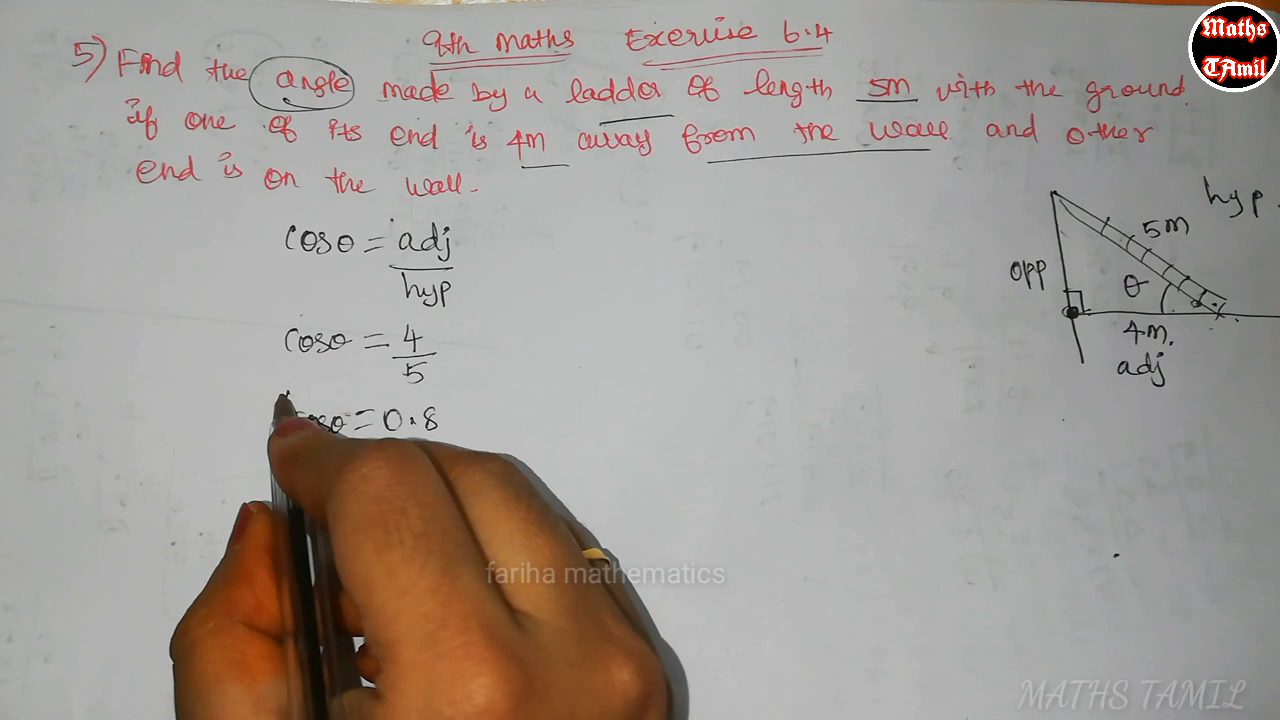 9th maths Exercise 6.4
5) Find the angle made by a ladder of length 5m with the ground
if one of its end is 4m away from the wall and other
end is on the wall.
cosθ = adj
hyp
cosθ = 4
5
cosθ = 0.8
hyp.
5m
opp
θ
4m.
adj
Maths
TAmil
fariha mathematics
MATHS TAMIL